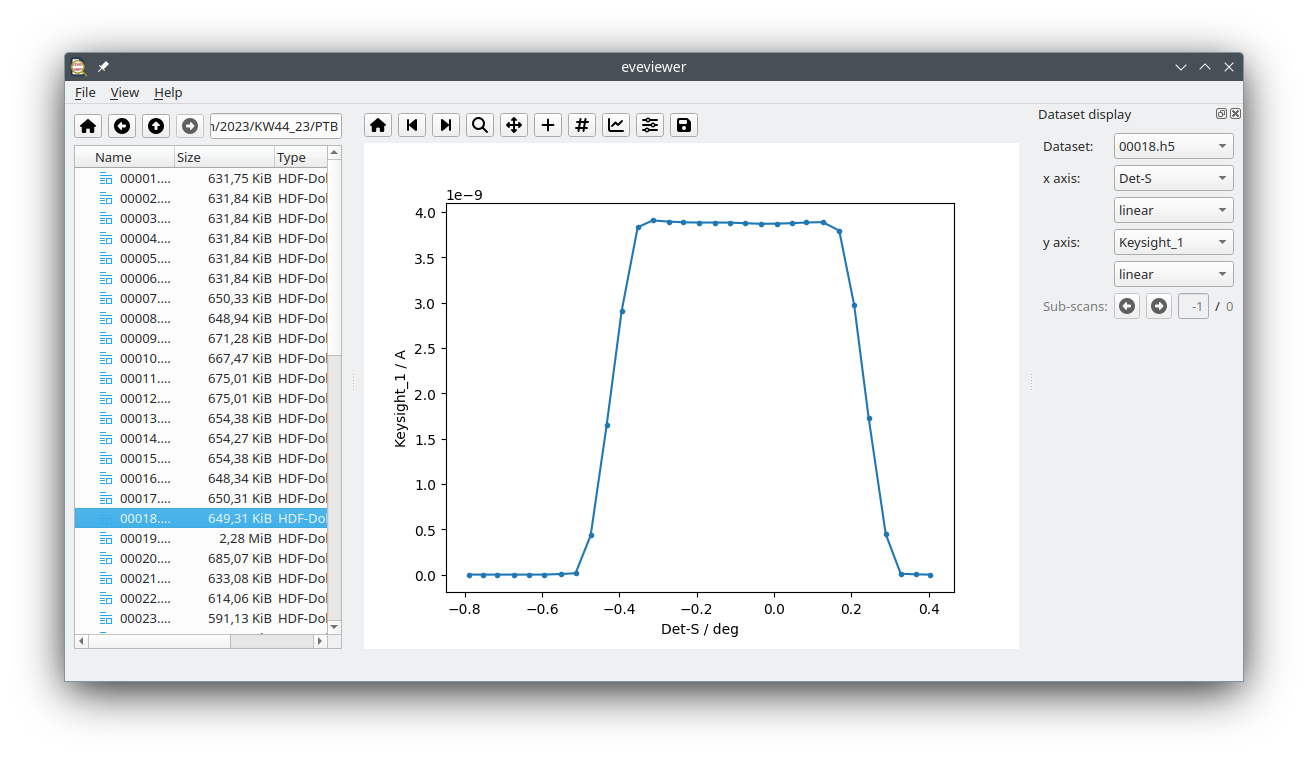 eveviewer
File View Help
ı/2023/KW44_23/PTB
Name Size Type
00001.... 631,75 KiB HDF-Dol
00002.... 631,84 KiB HDF-Dol
00003.... 631,84 KiB HDF-Dol
00004.... 631,84 KiB HDF-Dol
00005.... 631,84 KiB HDF-Dol
00006.... 631,84 KiB HDF-Dol
00007.... 650,33 KiB HDF-Dol
00008.... 648,94 KiB HDF-Dol
00009.... 671,28 KiB HDF-Dol
00010.... 667,47 KiB HDF-Dol
00011.... 675,01 KiB HDF-Dol
00012.... 675,01 KiB HDF-Dol
00013.... 654,38 KiB HDF-Dol
00014.... 654,27 KiB HDF-Dol
00015.... 654,38 KiB HDF-Dol
00016.... 648,34 KiB HDF-Dol
00017.... 650,31 KiB HDF-Dol
00018.... 649,31 KiB HDF-Dol
00019.... 2,28 MiB HDF-Dol
00020.... 685,07 KiB HDF-Dol
00021.... 633,08 KiB HDF-Dol
00022.... 614,06 KiB HDF-Dol
00023.... 591,13 KiB HDF-Dol
1e−9
4.0
3.5
3.0
2.5
2.0
1.5
1.0
0.5
0.0
Keysight_1 / A
−0.8 −0.6 −0.4 −0.2 0.0 0.2 0.4
Det-S / deg
Dataset display
Dataset: 00018.h5
x axis: Det-S
linear
y axis: Keysight_1
linear
Sub-scans: -1 / 0